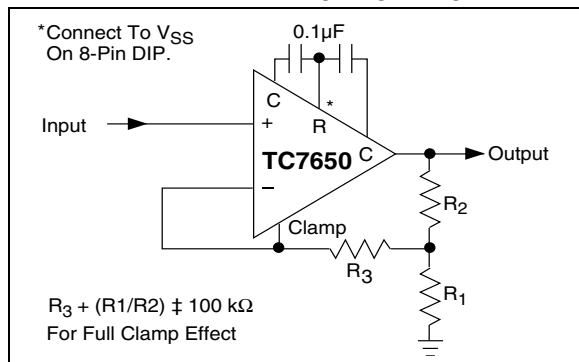 *Connect To VSS
On 8-Pin DIP.
0.1µF
C
*
R
C
Input
+
TC7650
−
Output
R2
Clamp
R3
R1
R3 + (R1/R2) ‡ 100 kΩ
For Full Clamp Effect